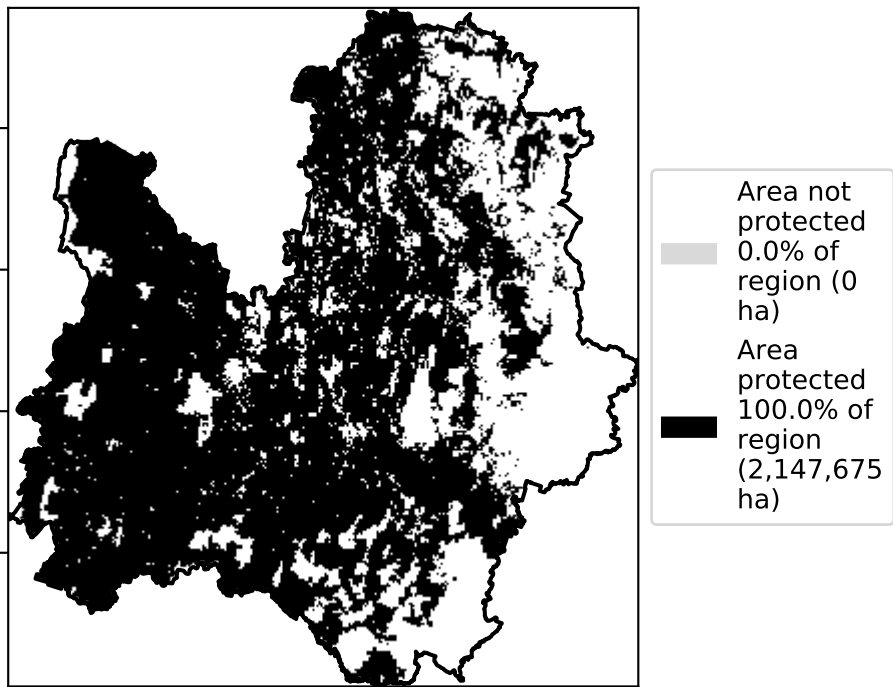 Area not
protected
0.0% of
region (0
ha)
Area
protected
100.0% of
region
(2,147,675
ha)